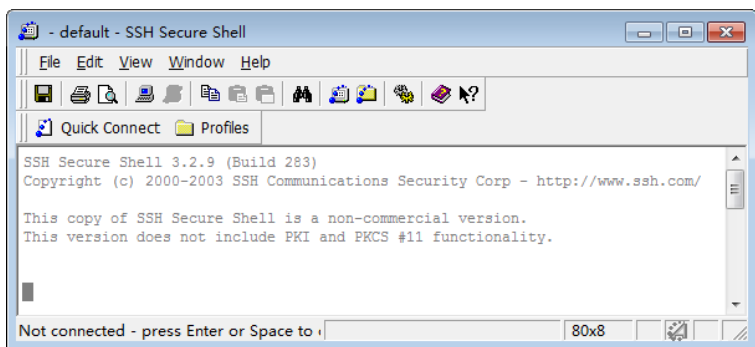 - default - SSH Secure Shell
File Edit View Window Help
Quick Connect Profiles
SSH Secure Shell 3.2.9 (Build 283)
Copyright (c) 2000-2003 SSH Communications Security Corp - http://www.ssh.com/
This copy of SSH Secure Shell is a non-commercial version.
This version does not include PKI and PKCS #11 functionality.
Not connected - press Enter or Space to 80x8